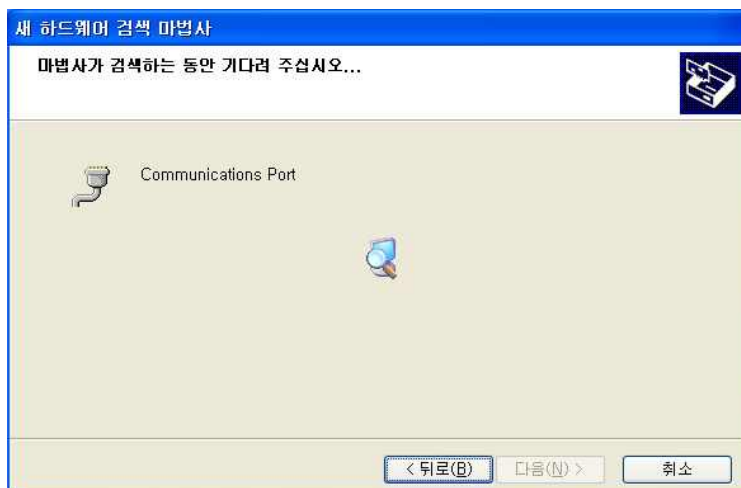 새 하드웨어 검색 마법사
마법사가 검색하는 동안 기다려 주십시오...
Communications Port
< 뒤로(B)
다음(N) >
취소